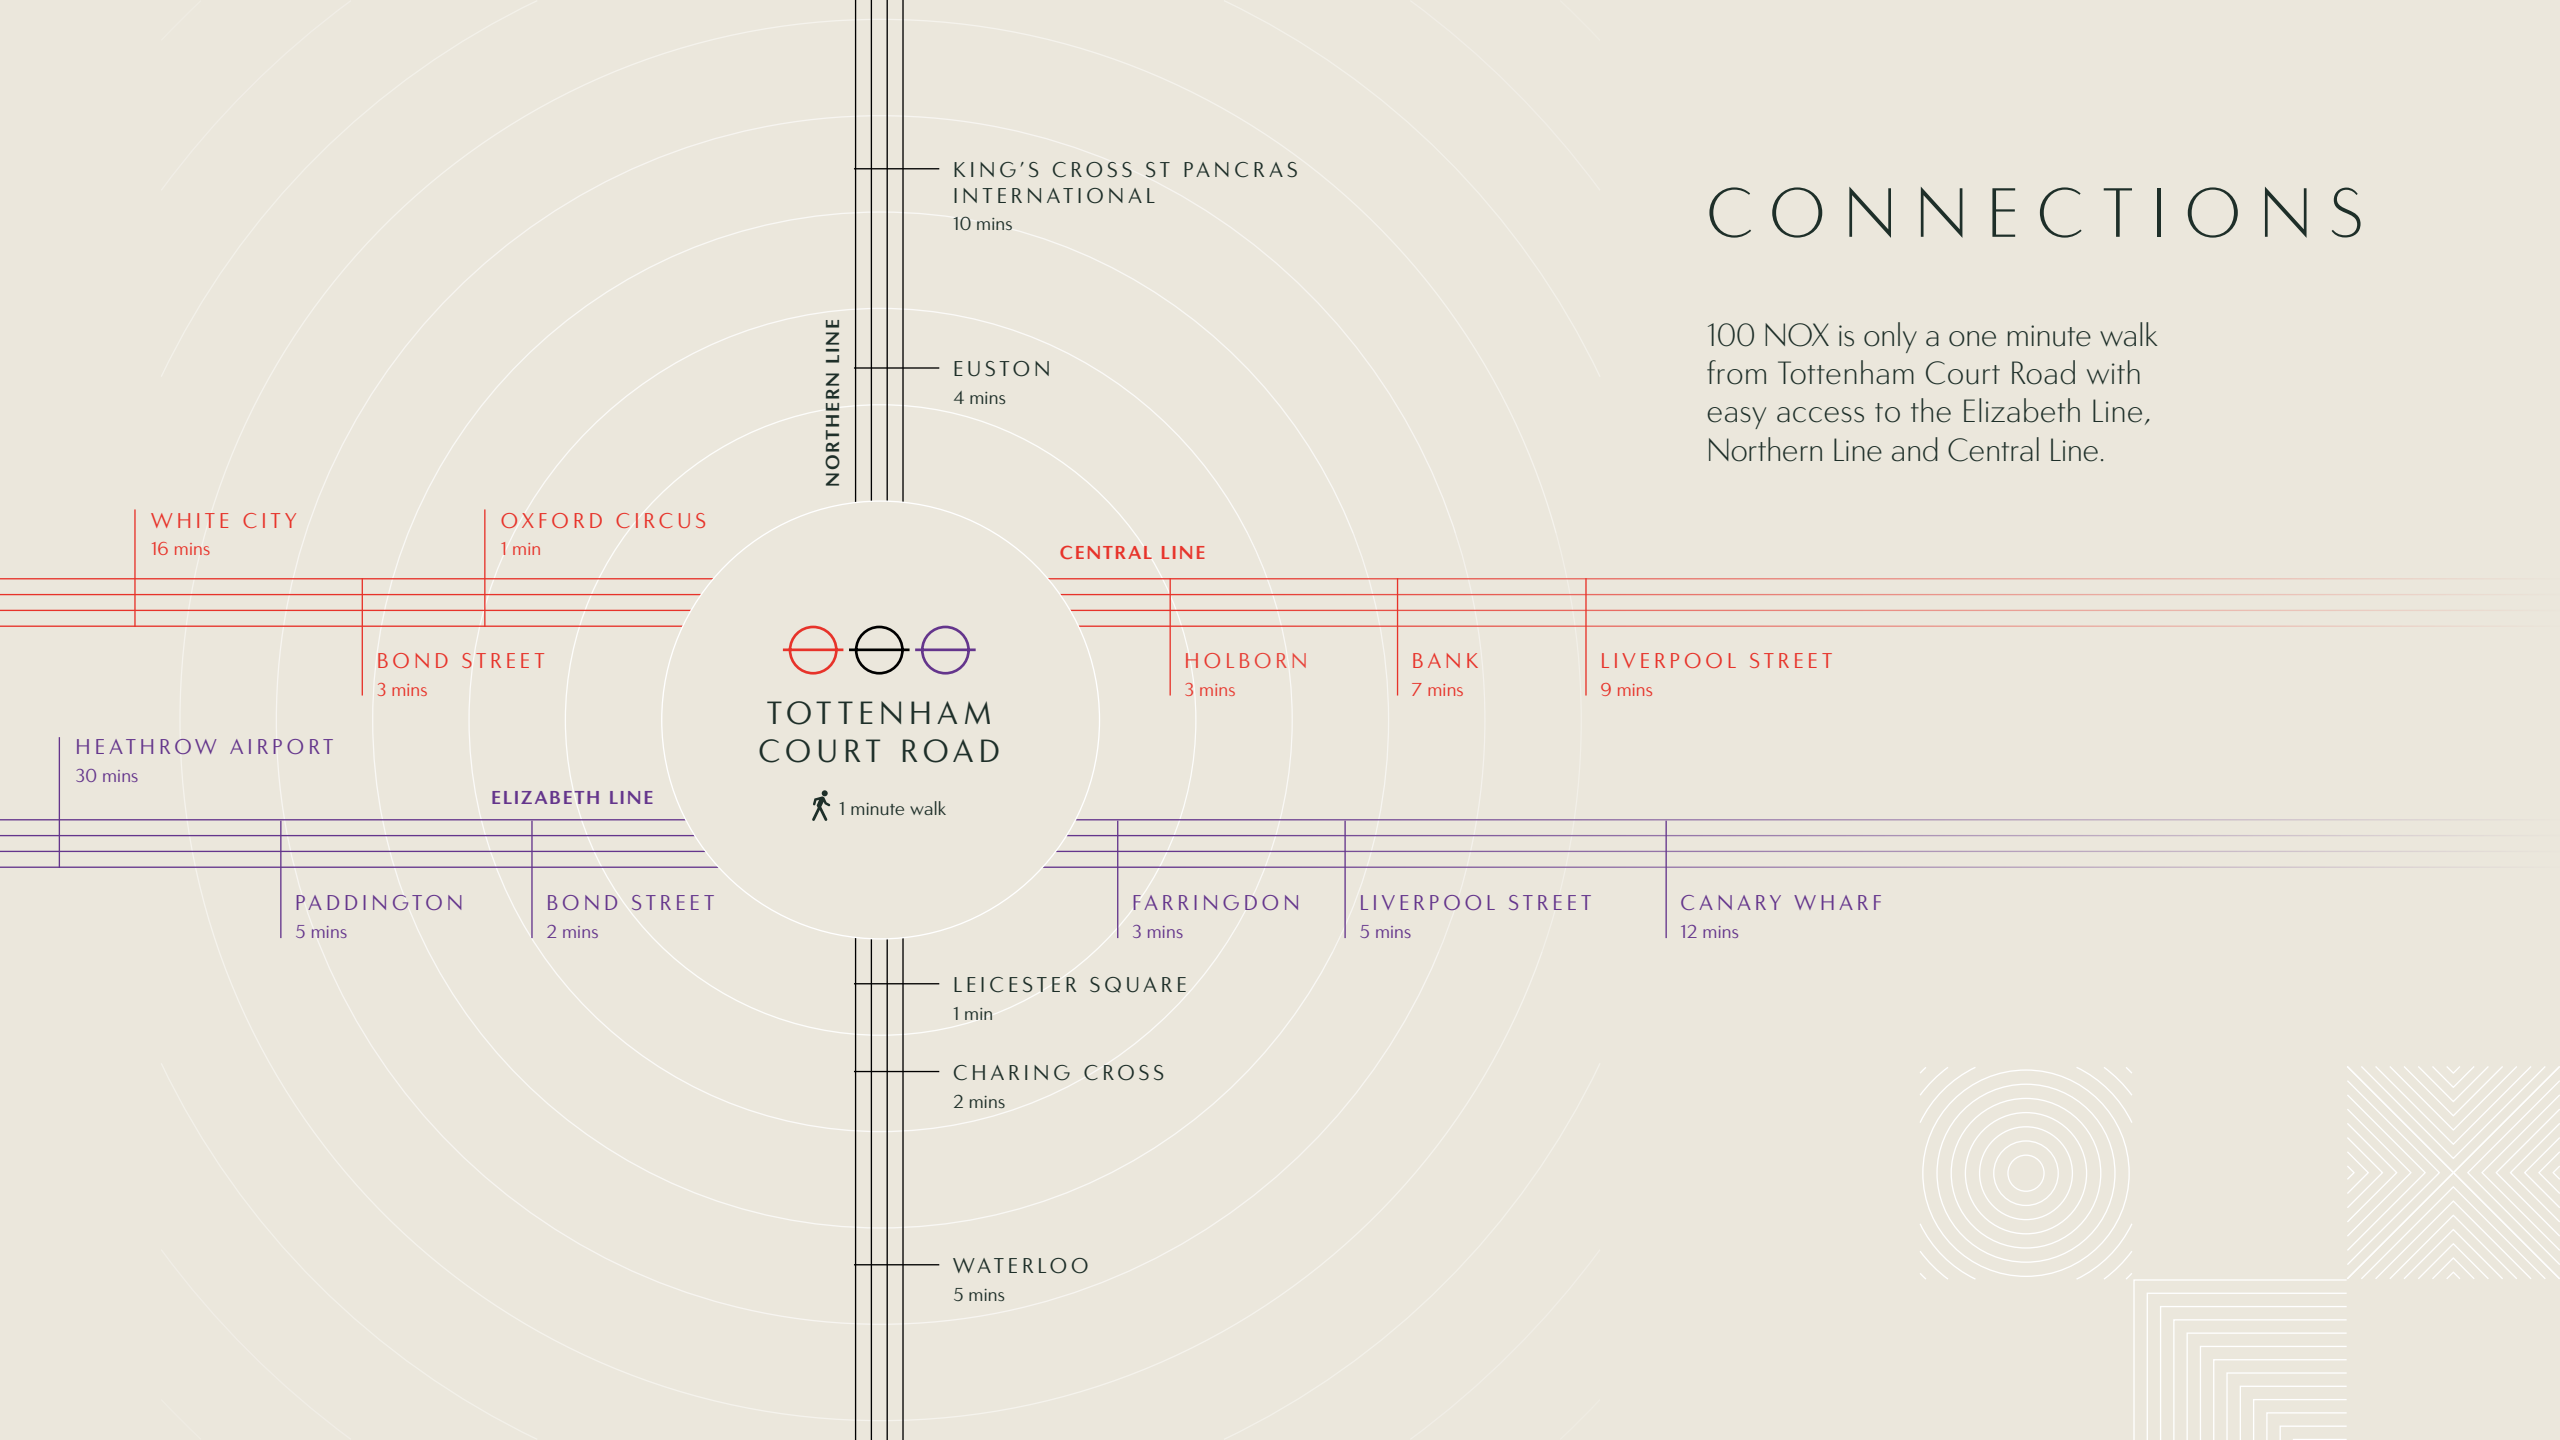 CONNECTIONS
100 NOX is only a one minute walk
from Tottenham Court Road with
easy access to the Elizabeth Line,
Northern Line and Central Line.
KING’S CROSS ST PANCRAS
INTERNATIONAL
10 mins
EUSTON
4 mins
NORTHERN LINE
WHITE CITY
16 mins
OXFORD CIRCUS
1 min
BOND STREET
3 mins
CENTRAL LINE
HOLBORN
3 mins
BANK
7 mins
LIVERPOOL STREET
9 mins
TOTTENHAM
COURT ROAD
1 minute walk
HEATHROW AIRPORT
30 mins
ELIZABETH LINE
PADDINGTON
5 mins
BOND STREET
2 mins
FARRINGDON
3 mins
LIVERPOOL STREET
5 mins
CANARY WHARF
12 mins
LEICESTER SQUARE
1 min
CHARING CROSS
2 mins
WATERLOO
5 mins